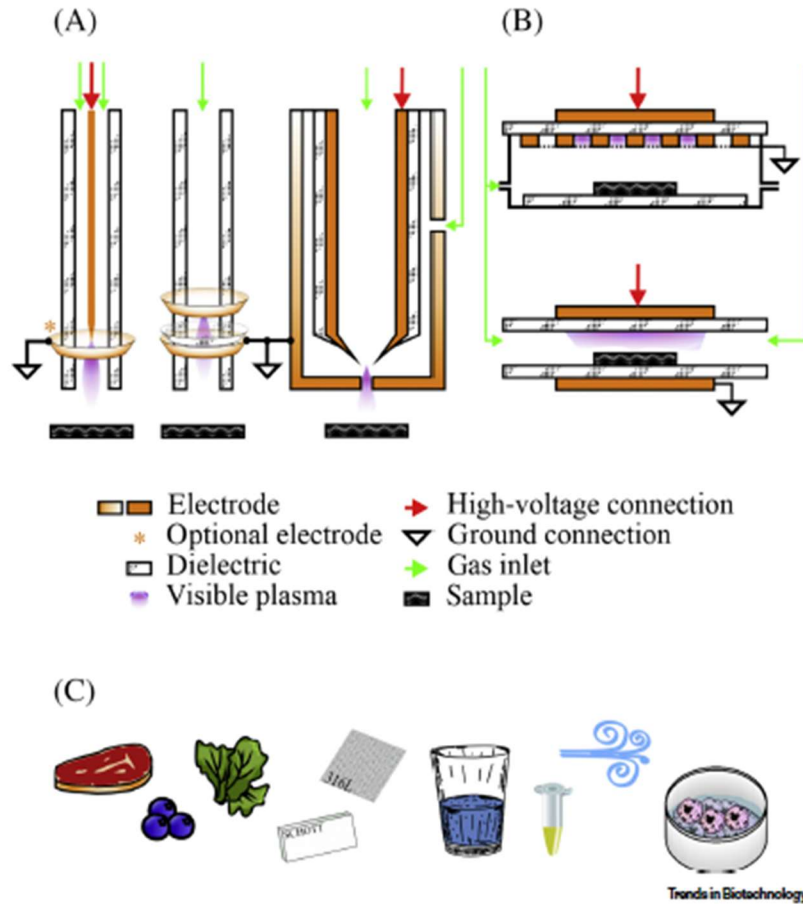 (A)
(B)
*
Electrode
High-voltage connection
* Optional electrode
Ground connection
Dielectric
Gas inlet
Visible plasma
Sample
(C)
316L
SCHOTT
Trends in Biotechnology